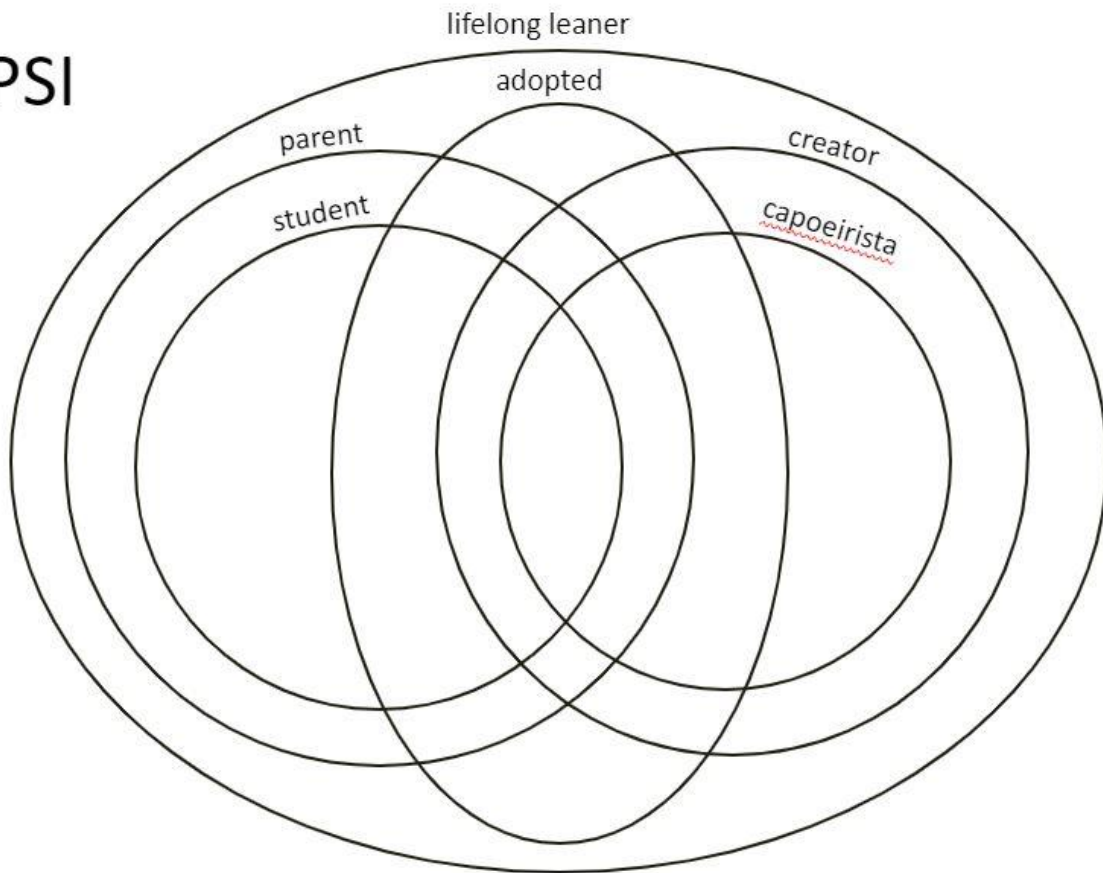 lifelong leaner
PSI
adopted
parent
creator
student
capoeirista